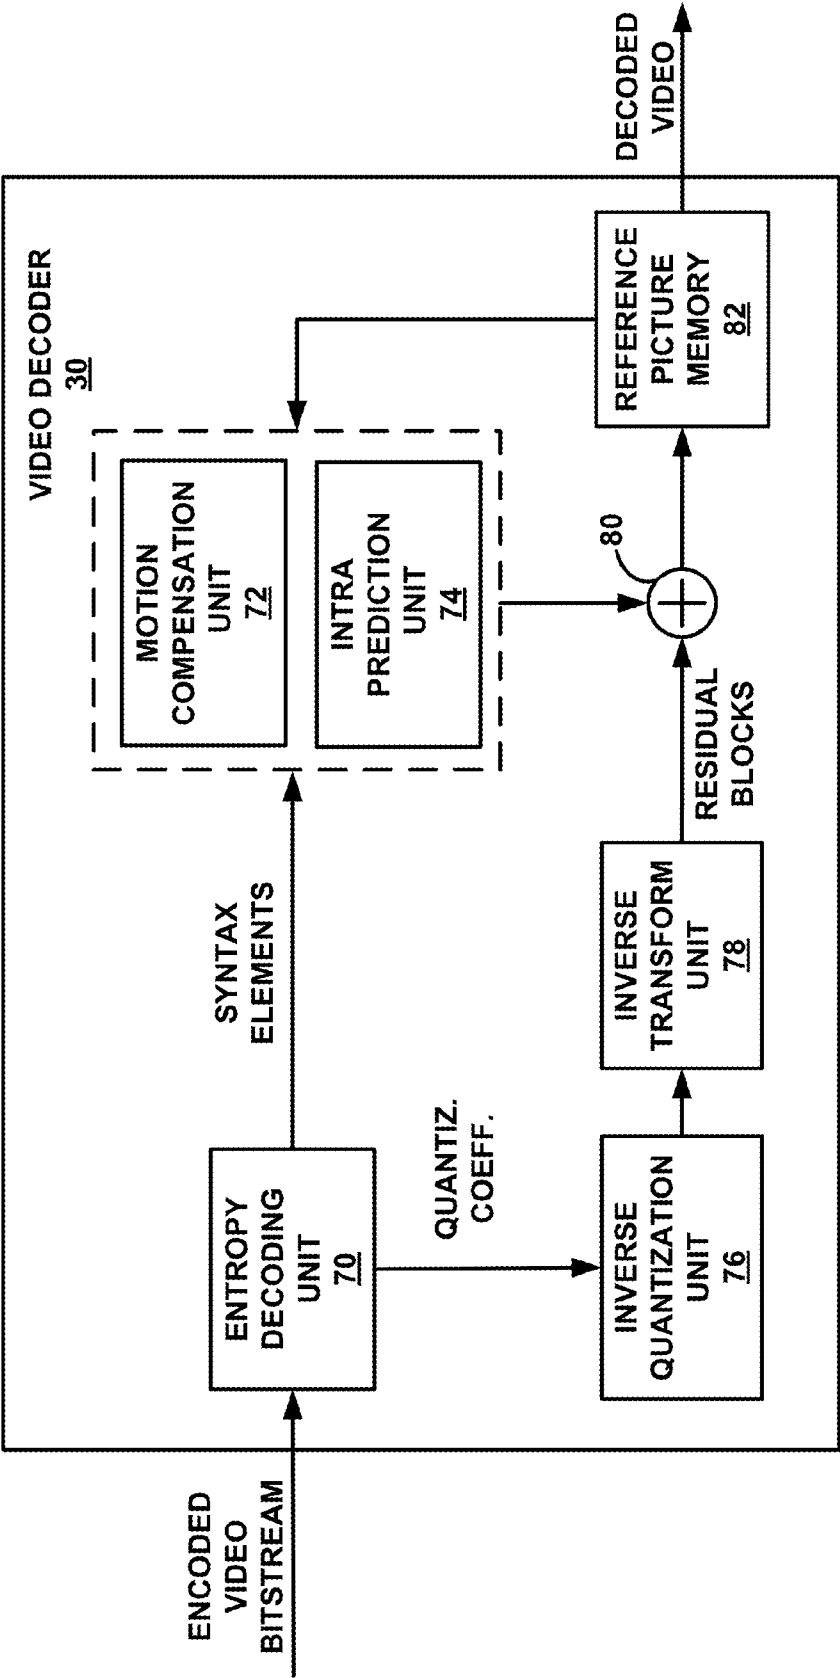 VIDEO DECODER
30
ENCODED
VIDEO
BITSTREAM
ENTROPY
DECODING
UNIT
70
SYNTAX
ELEMENTS
MOTION
COMPENSATION
UNIT
72
INTRA
PREDICTION
UNIT
74
QUANTIZ.
COEFF.
INVERSE
QUANTIZATION
UNIT
76
INVERSE
TRANSFORM
UNIT
78
RESIDUAL
BLOCKS
80
REFERENCE
PICTURE
MEMORY
82
DECODED
VIDEO